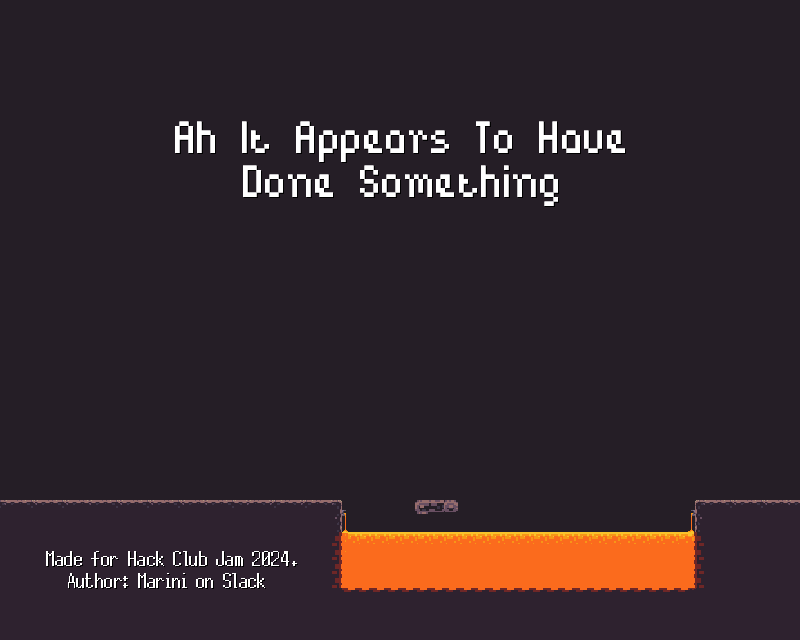 Ah It Appears To Have
Done Something
Made for Hack Club Jam 2024.
Author: Marini on Slack